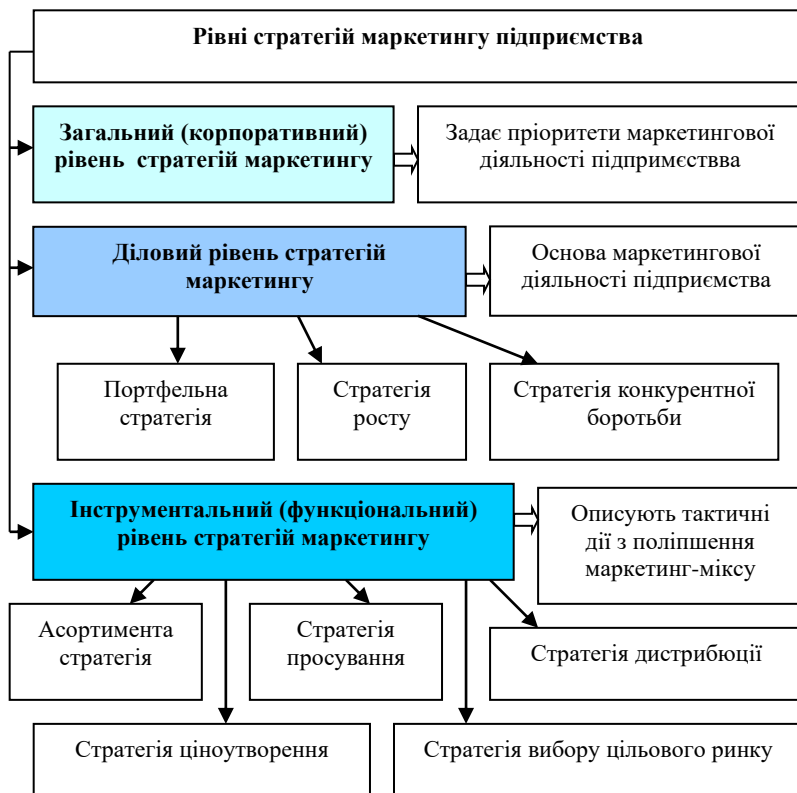 Рівні стратегій маркетингу підприємства
Загальний (корпоративний)
рівень стратегій маркетингу
Задає пріоритети маркетингової
діяльності підпримєстввa
Діловий рівень стратегій
маркетингу
Основа маркетингової
діяльності підприємства
Портфельна
стратегія
Стратегія
росту
Стратегія конкурентної
боротьби
Інструментальний (функціональний)
рівень стратегій маркетингу
Описують тактичні
дії з поліпшення
маркетинг-міксу
Асортимента
стратегія
Стратегія
просування
Стратегія дистрибюції
Стратегія ціноутворення
Стратегія вибору цільового ринку